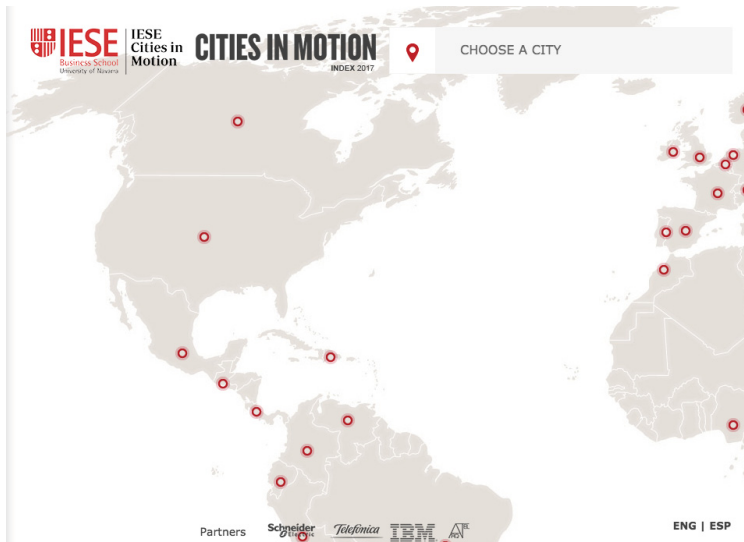 IESE
Business School
University of Navarra
IESE
Cities in
Motion
CITIES IN MOTION
INDEX 2017
CHOOSE A CITY
Partners
Schneider
Electric
Telefónica
IBM
ENG | ESP